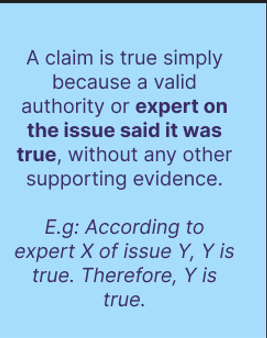 A claim is true simply
because a valid
authority or expert on
the issue said it was
true, without any other
supporting evidence.
E.g: According to
expert X of issue Y, Y is
true. Therefore, Y is
true.